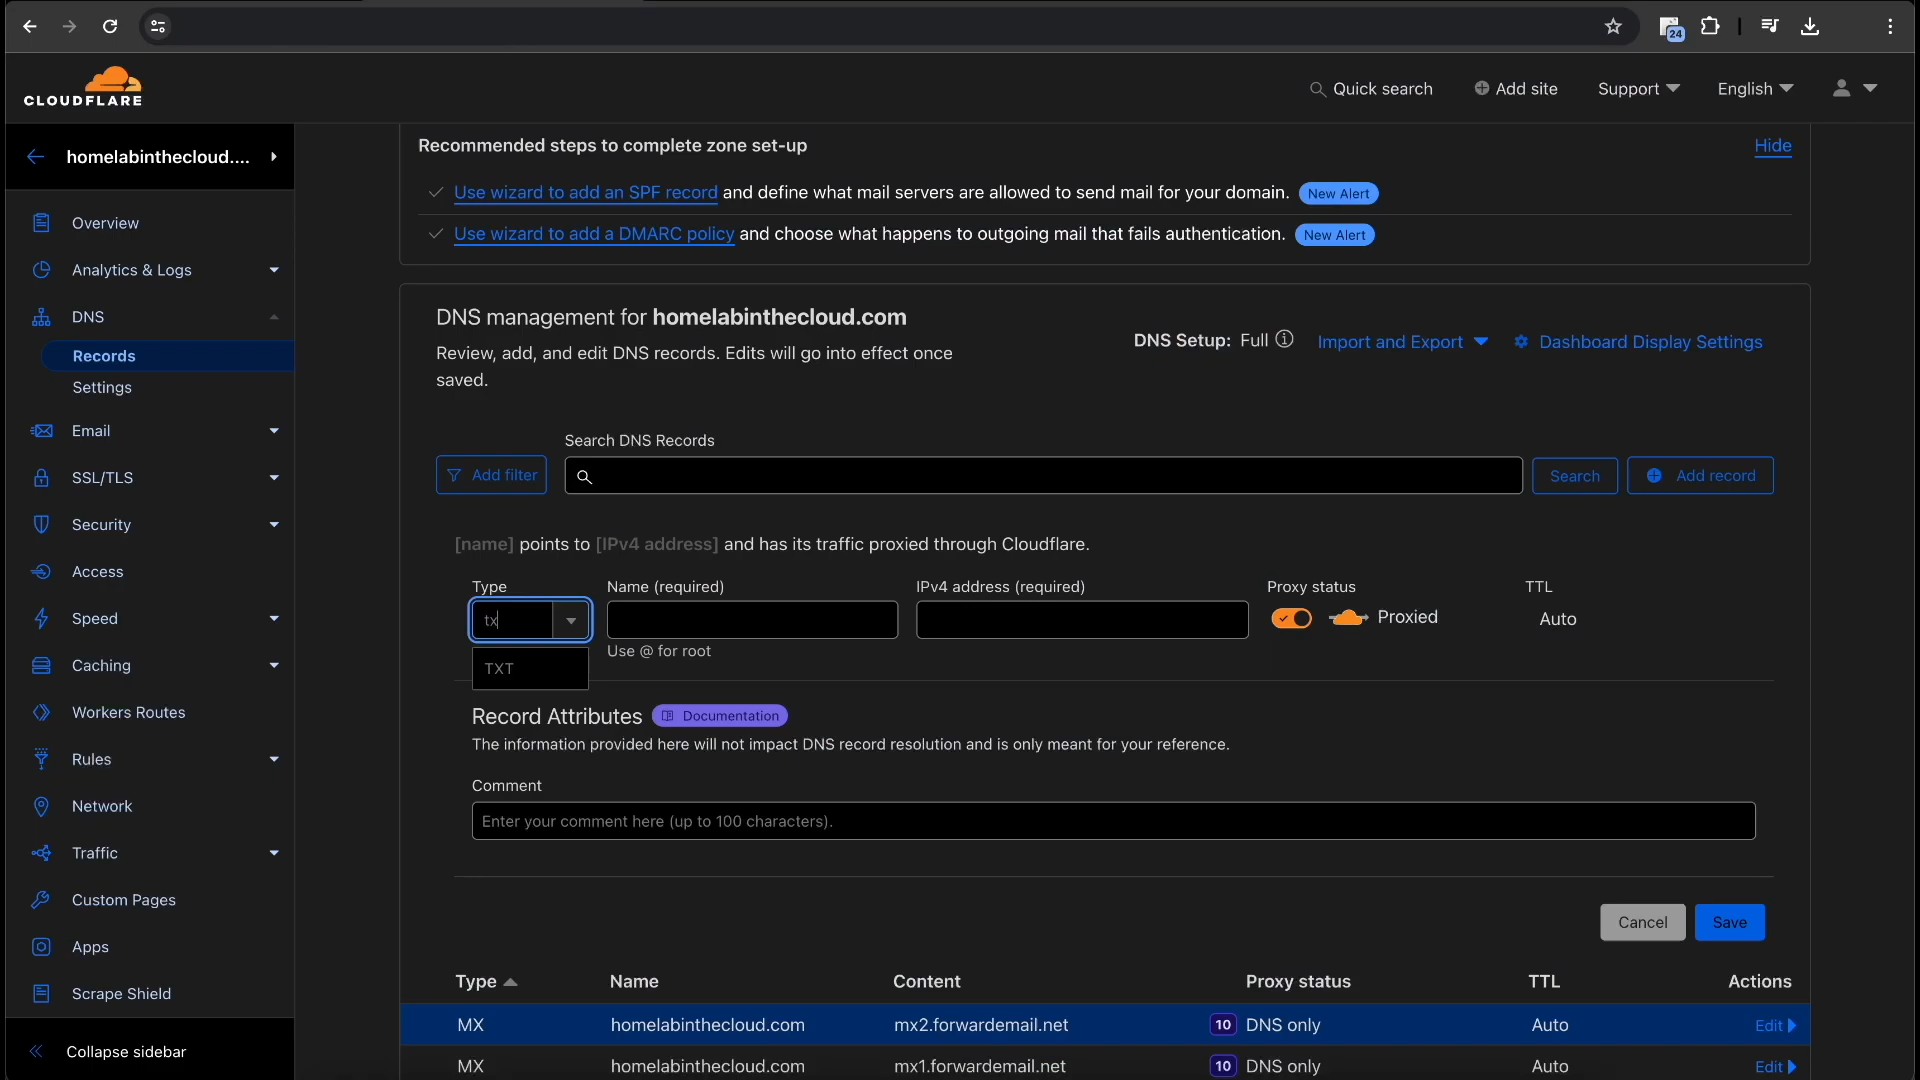 24
CLOUDFLARE
Quick search
Add site
Support
English
homelabinthecloud....
Overview
Analytics & Logs
DNS
Records
Settings
Email
SSL/TLS
Security
Access
Speed
Caching
Workers Routes
Rules
Network
Traffic
Custom Pages
Apps
Scrape Shield
Collapse sidebar
Recommended steps to complete zone set-up
Hide
Use wizard to add an SPF record and define what mail servers are allowed to send mail for your domain. New Alert
Use wizard to add a DMARC policy and choose what happens to outgoing mail that fails authentication. New Alert
DNS management for homelabinthecloud.com
Review, add, and edit DNS records. Edits will go into effect once
saved.
DNS Setup: Full
Import and Export
Dashboard Display Settings
Search DNS Records
Add filter
Search
Add record
[name] points to [IPv4 address] and has its traffic proxied through Cloudflare.
Type Name (required) IPv4 address (required) Proxy status TTL
tx Proxied Auto
Use @ for root
TXT
Record Attributes Documentation
The information provided here will not impact DNS record resolution and is only meant for your reference.
Comment
Enter your comment here (up to 100 characters).
Cancel Save
Type Name Content Proxy status TTL Actions
MX homelabinthecloud.com mx2.forwardemail.net 10 DNS only Auto Edit
MX homelabinthecloud.com mx1.forwardemail.net 10 DNS only Auto Edit